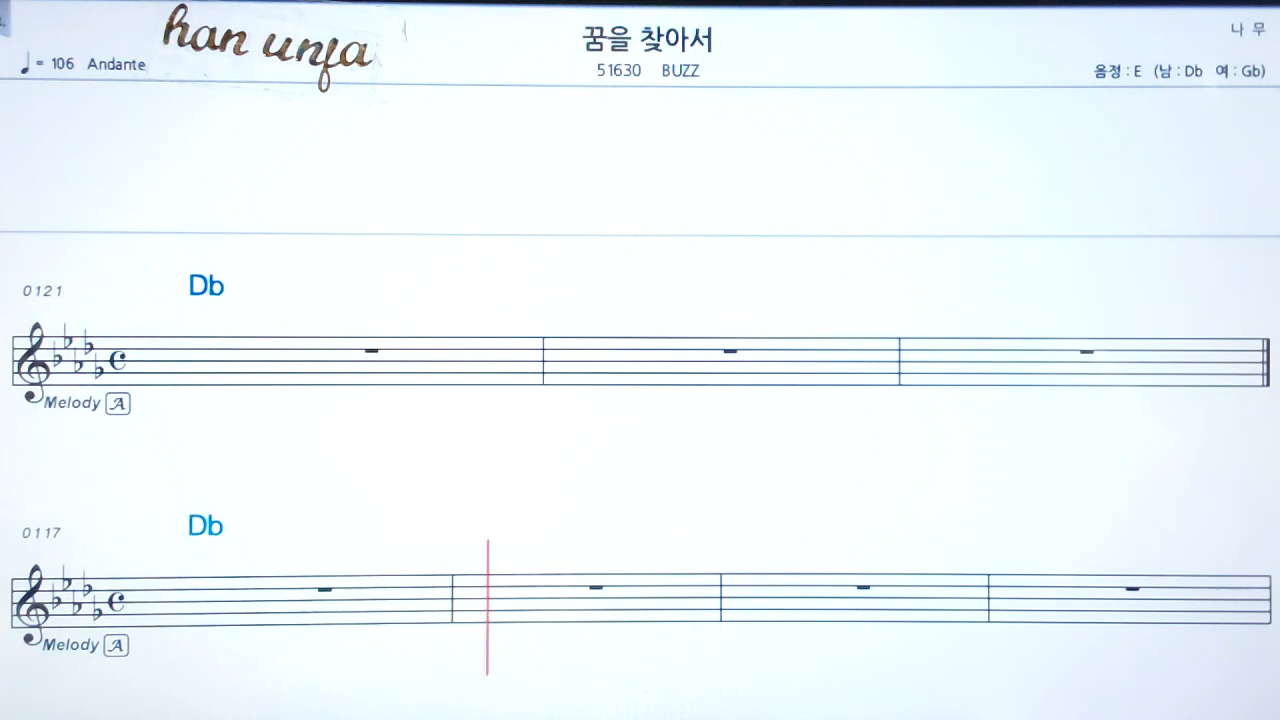 han unfa
꿈을 찾아서
나 무
♩ = 106 Andante
51630 BUZZ
음정 : E (남 : Db 여 : Gb)
0121
Db
Melody A
0117
Db
Melody A